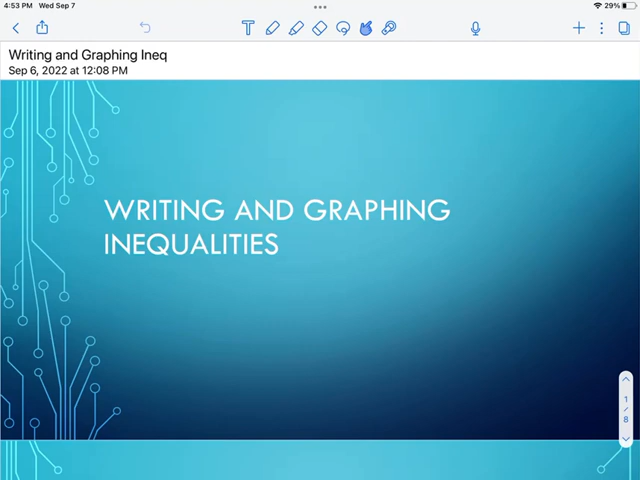 4:53 PM Wed Sep 7
29%
Writing and Graphing Ineq
Sep 6, 2022 at 12:08 PM
WRITING AND GRAPHING
INEQUALITIES
1
/
8